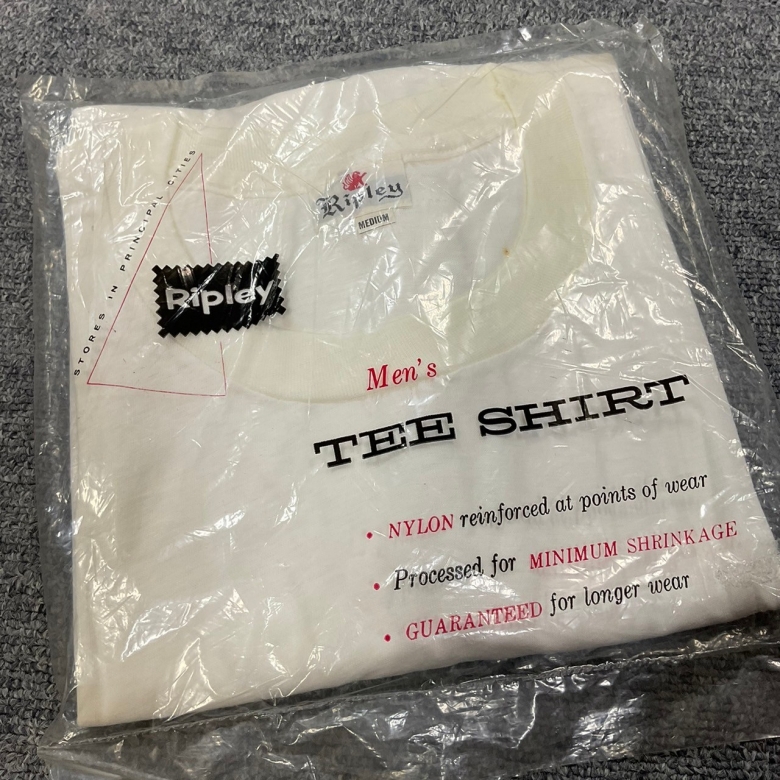 STORES IN PRINCIPAL CITIES
Ripley
MEDIUM
Ripley
Men's
TEE SHIRT
• NYLON reinforced at points of wear
• Processed for MINIMUM SHRINKAGE
• GUARANTEED for longer wear